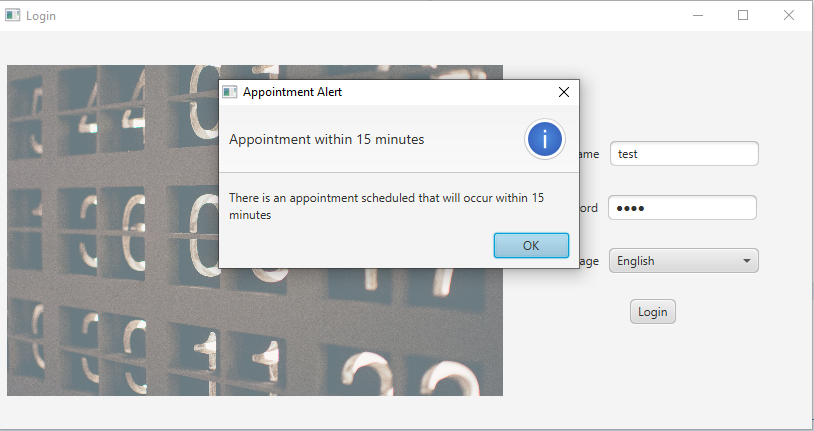 Login
Appointment Alert
Appointment within 15 minutes
There is an appointment scheduled that will occur within 15
minutes
OK
ame
test
ord
●●●●
age
English
Login